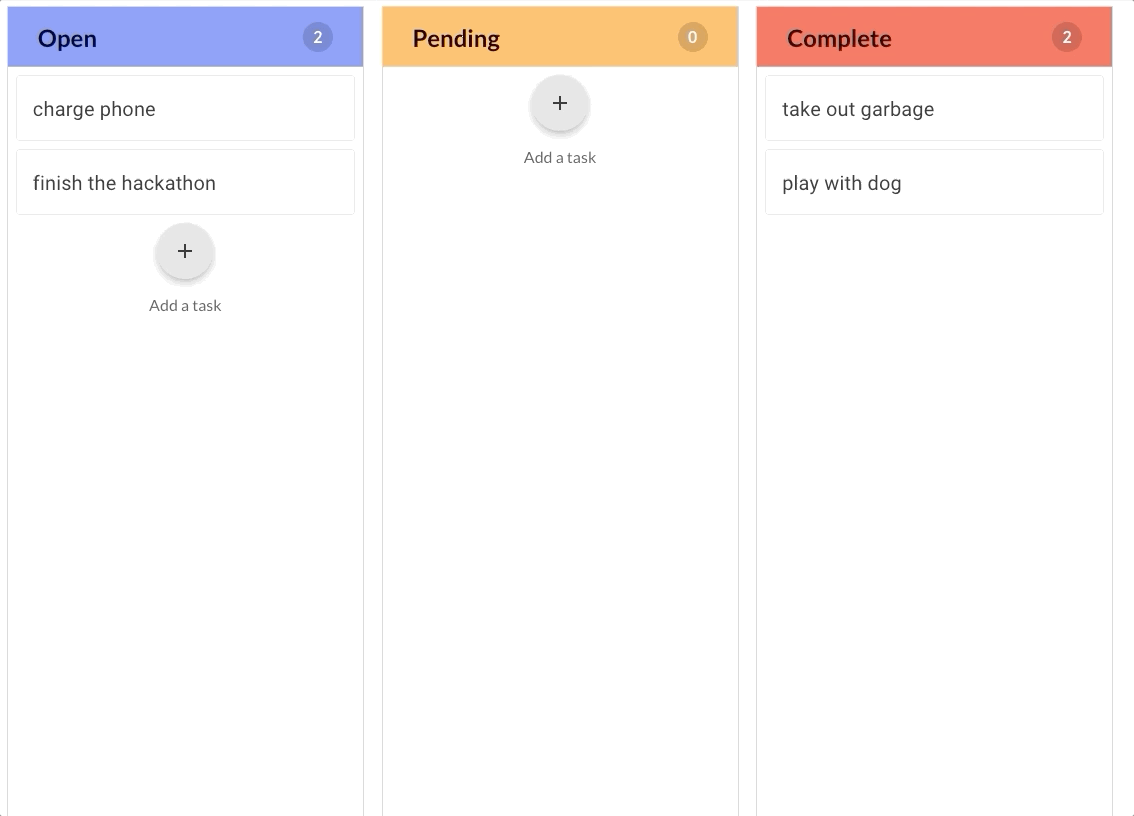 Open 2
charge phone
finish the hackathon
+
Add a task
Pending 0
+
Add a task
Complete 2
take out garbage
play with dog